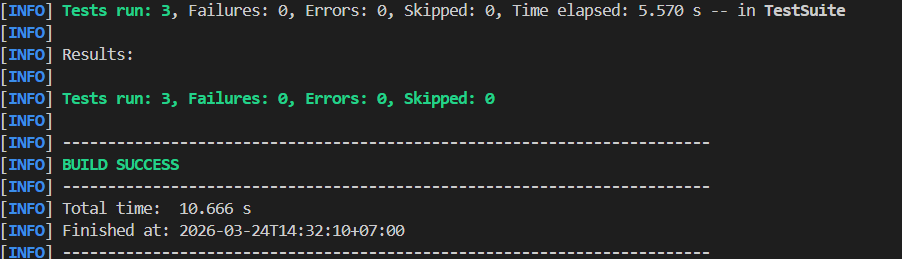 [INFO] Tests run: 3, Failures: 0, Errors: 0, Skipped: 0, Time elapsed: 5.570 s -- in TestSuite
[INFO]
[INFO] Results:
[INFO]
[INFO] Tests run: 3, Failures: 0, Errors: 0, Skipped: 0
[INFO]
[INFO] ------------------------------------------------------------------------
[INFO] BUILD SUCCESS
[INFO] ------------------------------------------------------------------------
[INFO] Total time:  10.666 s
[INFO] Finished at: 2026-03-24T14:32:10+07:00
[INFO] ------------------------------------------------------------------------